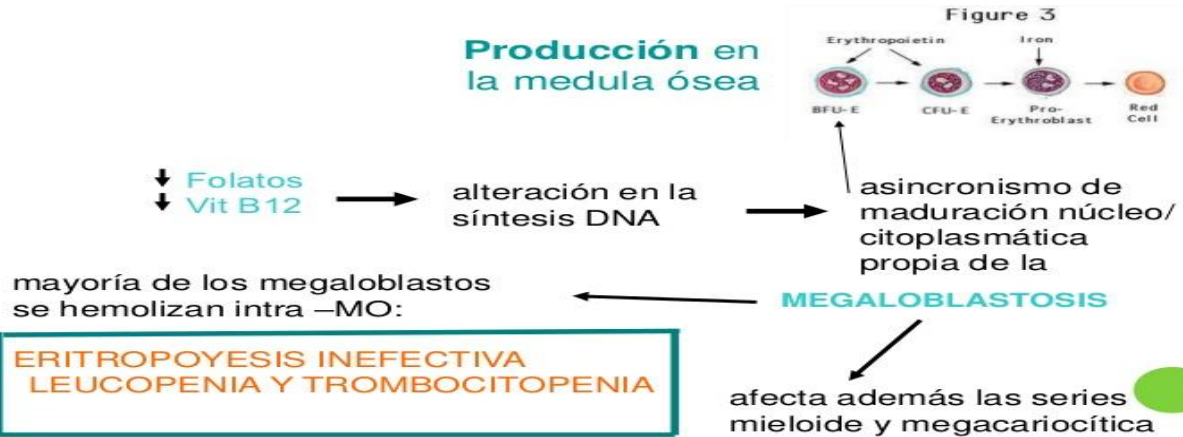 Figure 3
Producción en
la medula ósea
Erythropoietin
Iron
BFU-E
CFU-E
Pro-
Erythroblast
Red
Cell
Folatos
Vit B12
alteración en la
síntesis DNA
asincronismo de
maduración núcleo/
citoplasmática
propia de la
MEGALOBLASTOSIS
mayoría de los megaloblastos
se hemolizan intra –MO:
ERITROPOYESIS INEFECTIVA
LEUCOPENIA Y TROMBOCITOPENIA
afecta además las series
mieloide y megacariocítica